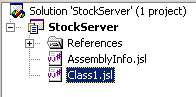 Solution 'StockServer' (1 project)
StockServer
References
AssemblyInfo.jsl
Class1.jsl